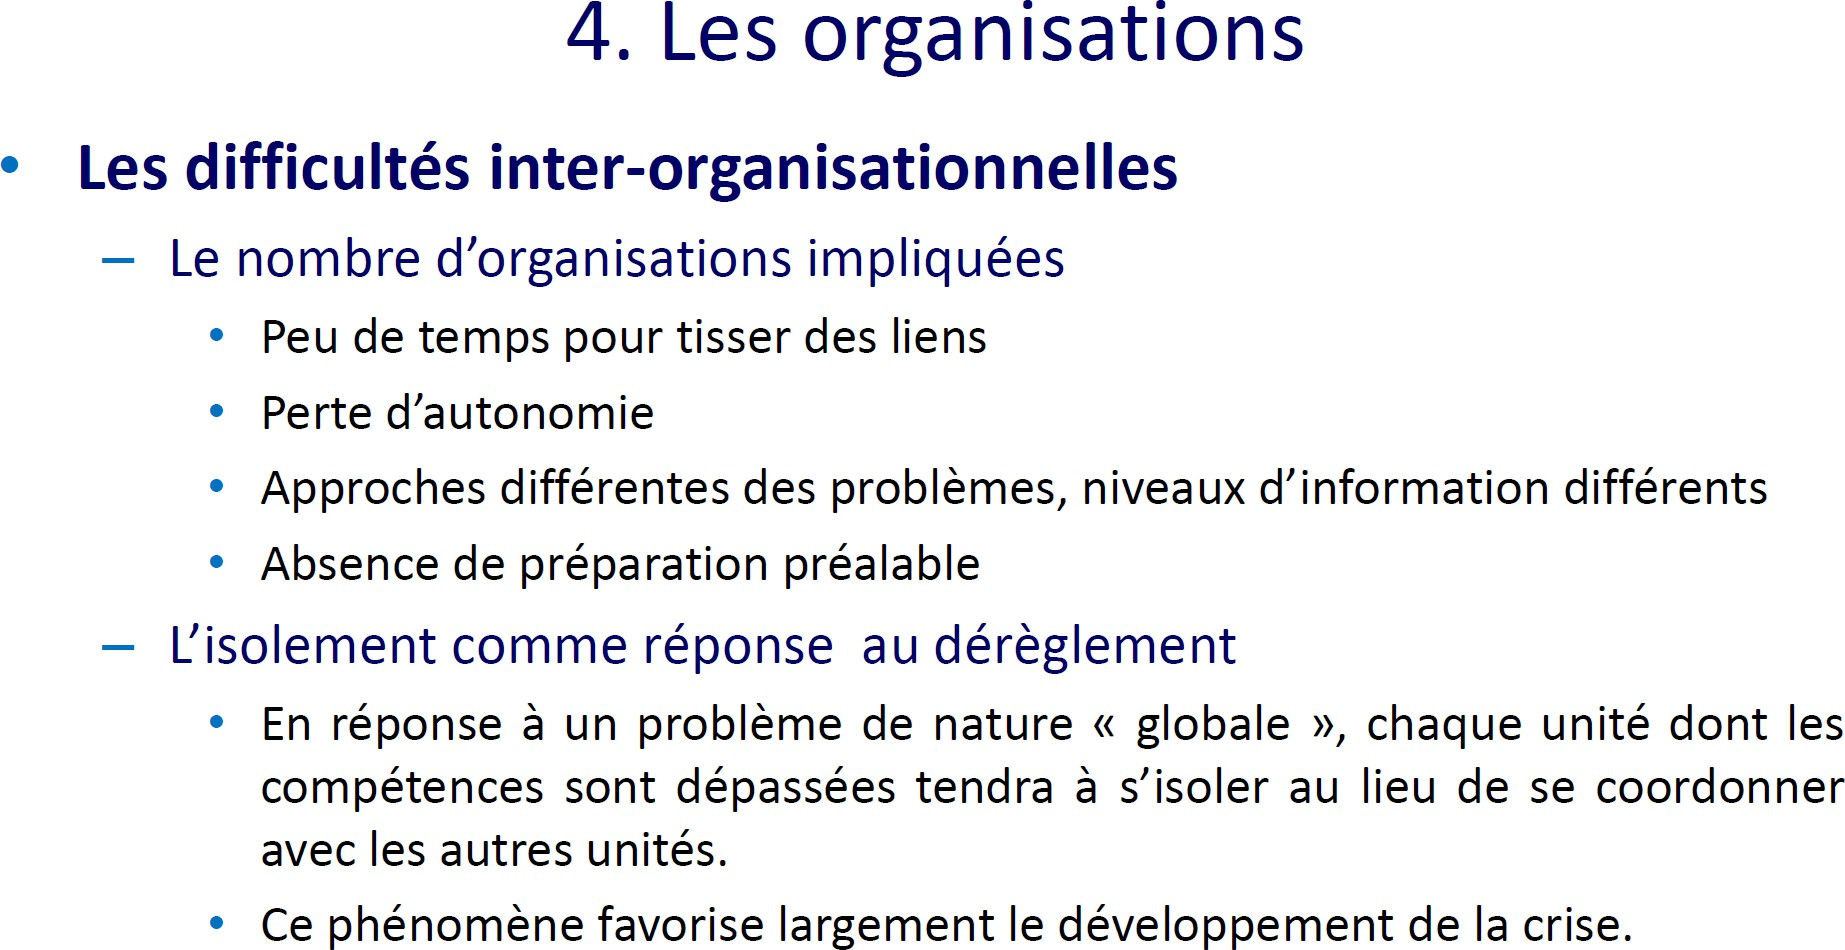 4. Les organisations
• Les difficultés inter-organisationnelles
– Le nombre d’organisations impliquées
• Peu de temps pour tisser des liens
• Perte d’autonomie
• Approches différentes des problèmes, niveaux d’information différents
• Absence de préparation préalable
– L’isolement comme réponse  au dérèglement
• En réponse à un problème de nature « globale », chaque unité dont les
compétences sont dépassées tendra à s’isoler au lieu de se coordonner
avec les autres unités.
• Ce phénomène favorise largement le développement de la crise.